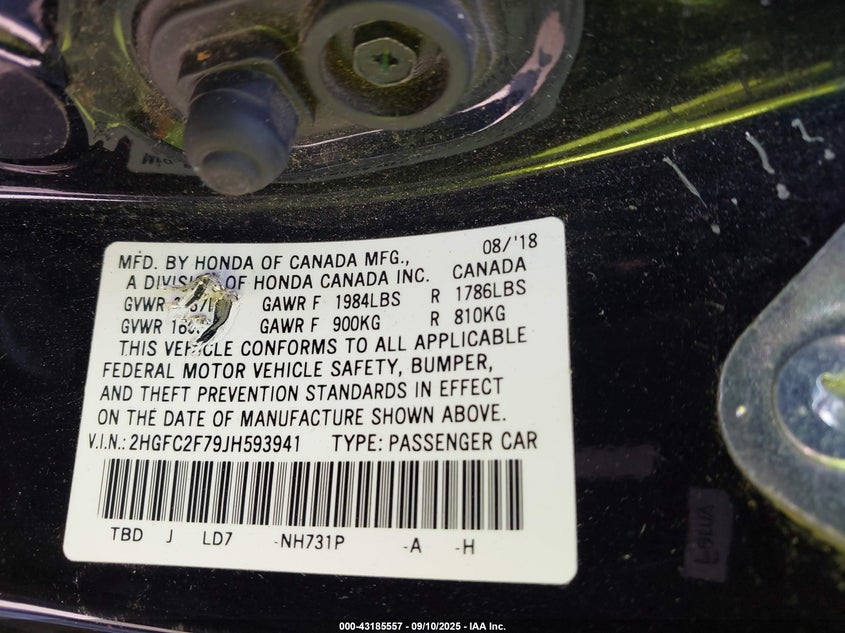 08/'18
MFD. BY HONDA OF CANADA MFG.,
A DIVISION OF HONDA CANADA INC. CANADA
GVWR GAWR F 1984LBS R 1786LBS
GVWR GAWR F 900KG R 810KG
THIS VEHICLE CONFORMS TO ALL APPLICABLE
FEDERAL MOTOR VEHICLE SAFETY, BUMPER,
AND THEFT PREVENTION STANDARDS IN EFFECT
ON THE DATE OF MANUFACTURE SHOWN ABOVE.
V.I.N.: 2HGFC2F79JH593941 TYPE: PASSENGER CAR
TBD J LD7 -NH731P -A -H
000-43185557 - 09/10/2025 - IAA Inc.